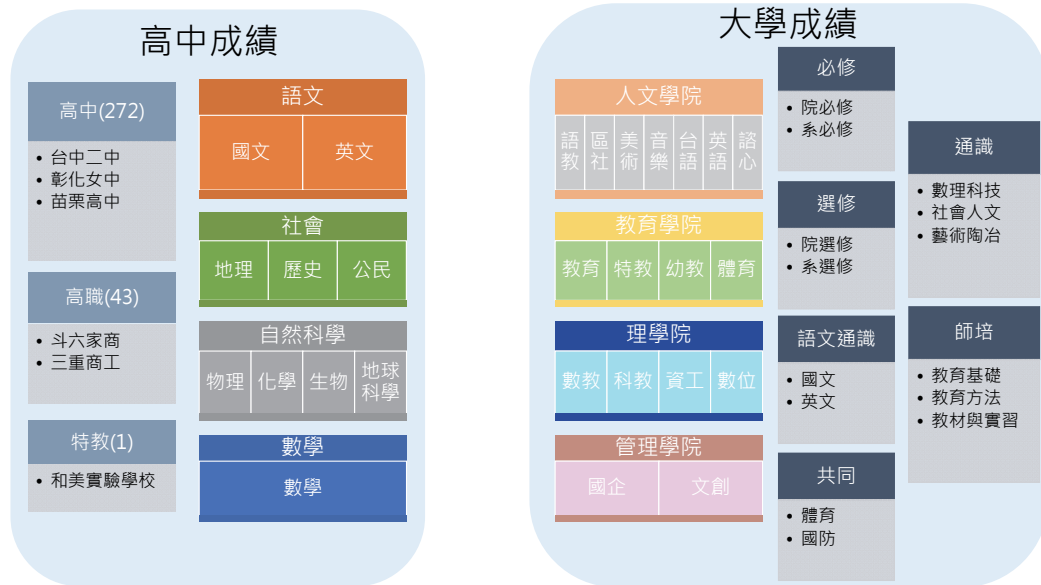 高中成績
高中(272)
• 台中二中
• 彰化女中
• 苗栗高中
高職(43)
• 斗六家商
• 三重商工
特教(1)
• 和美實驗學校
語文
國文 英文
社會
地理 歷史 公民
自然科學
物理 化學 生物 地球
科學
數學
數學
大學成績
人文學院
語教 區社 美術 音樂 台語 英語 諮心
教育學院
教育 特教 幼教 體育
理學院
數教 科教 資工 數位
管理學院
國企 文創
必修
• 院必修
• 系必修
選修
• 院選修
• 系選修
語文通識
• 國文
• 英文
共同
• 體育
• 國防
通識
• 數理科技
• 社會人文
• 藝術陶冶
師培
• 教育基礎
• 教育方法
• 教材與實習